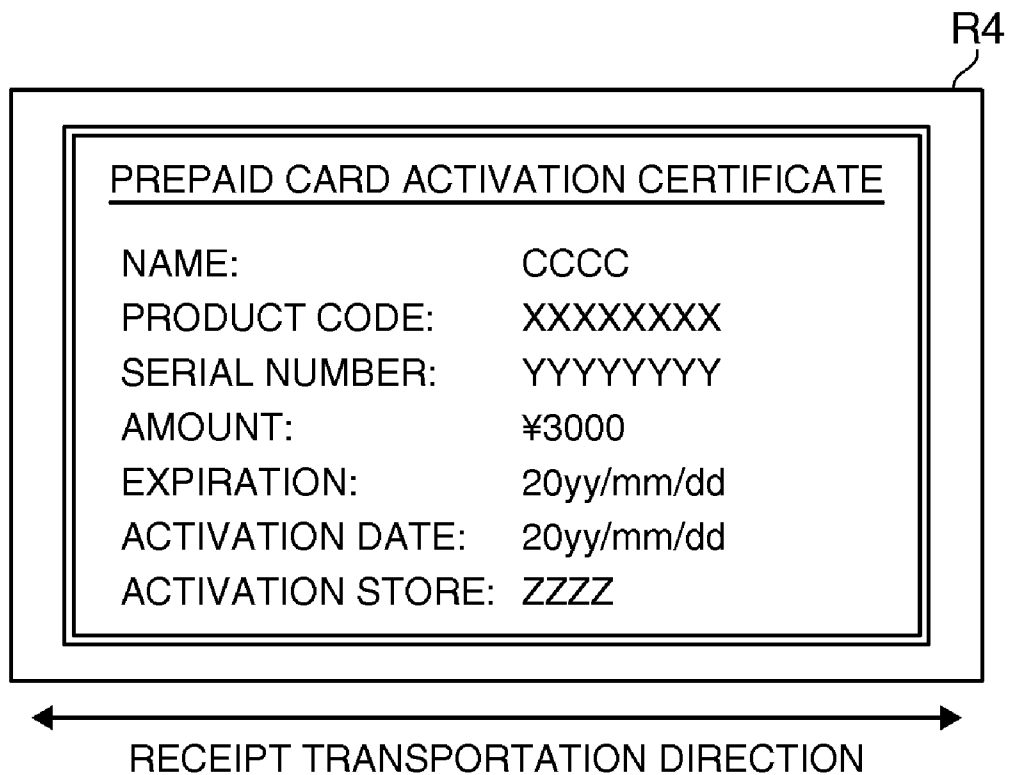 R4
PREPAID CARD ACTIVATION CERTIFICATE
NAME: CCCC
PRODUCT CODE: XXXXXXXX
SERIAL NUMBER: YYYYYYYY
AMOUNT: ¥3000
EXPIRATION: 20yy/mm/dd
ACTIVATION DATE: 20yy/mm/dd
ACTIVATION STORE: ZZZZ
RECEIPT TRANSPORTATION DIRECTION